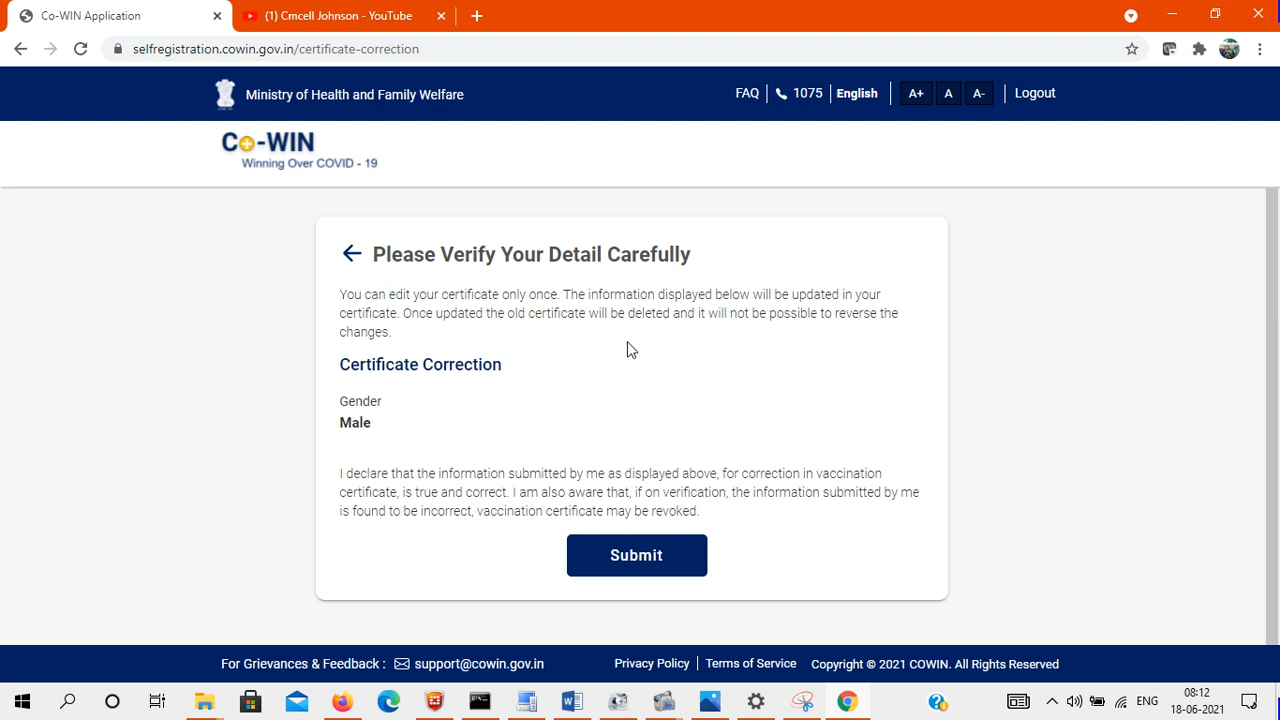 Co-WIN Application
(1) Cmcell Johnson - YouTube
selfregistration.cowin.gov.in/certificate-correction
Ministry of Health and Family Welfare
FAQ
1075
English
A+
A
A-
Logout
Co-WIN
Winning Over COVID - 19
Please Verify Your Detail Carefully
You can edit your certificate only once. The information displayed below will be updated in your
certificate. Once updated the old certificate will be deleted and it will not be possible to reverse the
changes.
Certificate Correction
Gender
Male
I declare that the information submitted by me as displayed above, for correction in vaccination
certificate, is true and correct. I am also aware that, if on verification, the information submitted by me
is found to be incorrect, vaccination certificate may be revoked.
Submit
For Grievances & Feedback : support@cowin.gov.in
Privacy Policy
Terms of Service
Copyright © 2021 COWIN. All Rights Reserved
ENG
08:12
18-06-2021